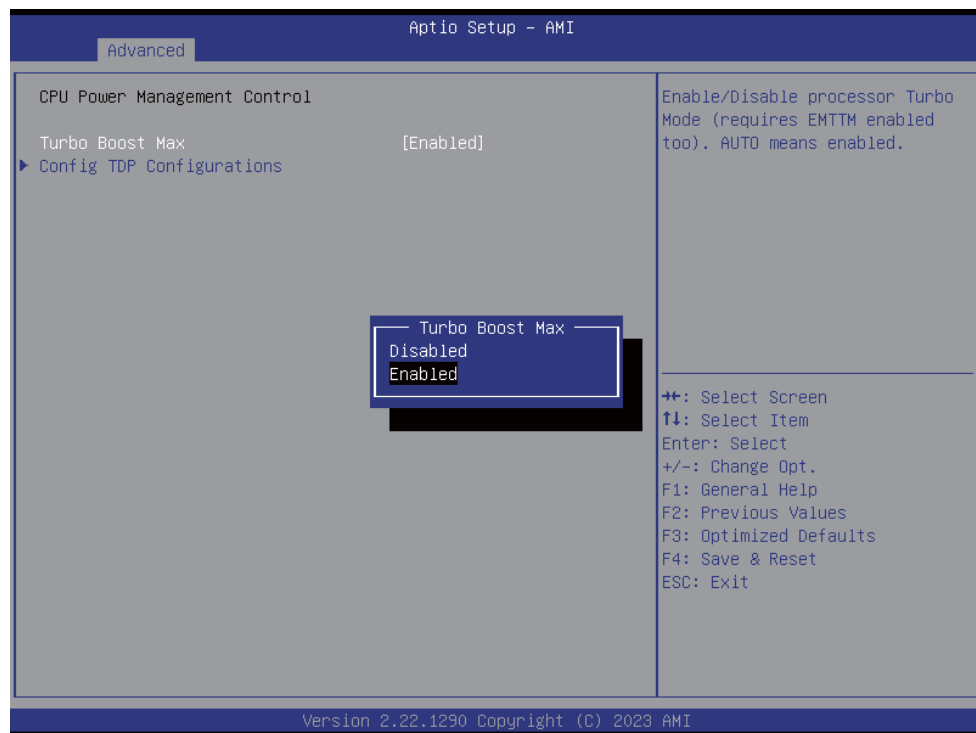 Aptio Setup – AMI
Advanced
CPU Power Management Control
Turbo Boost Max [Enabled]
Config TDP Configurations
Enable/Disable processor Turbo
Mode (requires EMTTM enabled
too). AUTO means enabled.
Turbo Boost Max
Disabled
Enabled
→←: Select Screen
↑↓: Select Item
Enter: Select
+/-: Change Opt.
F1: General Help
F2: Previous Values
F3: Optimized Defaults
F4: Save & Reset
ESC: Exit
Version 2.22.1290 Copyright (C) 2023 AMI